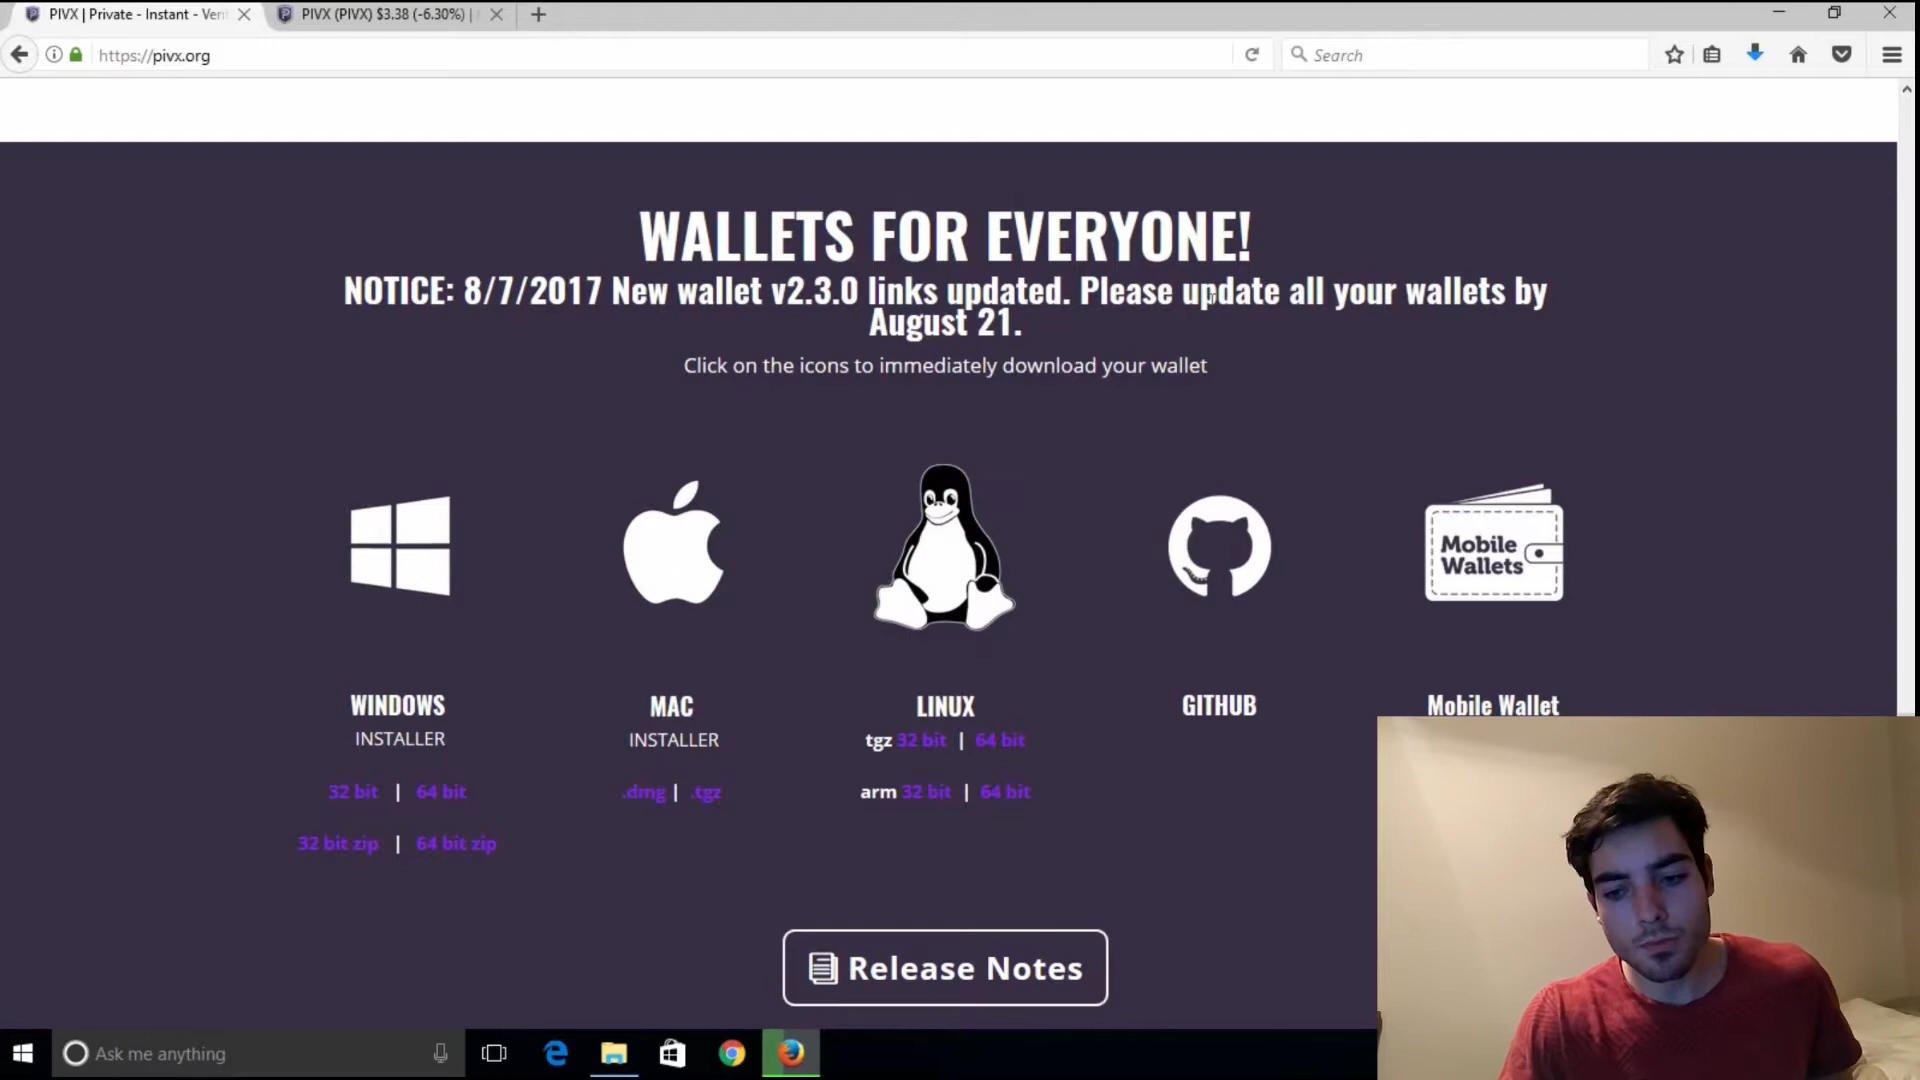 PIVX | Private - Instant - Veri
PIVX (PIVX) $3.38 (-6.30%) |
https://pivx.org
Search
WALLETS FOR EVERYONE!
NOTICE: 8/7/2017 New wallet v2.3.0 links updated. Please update all your wallets by
August 21.
Click on the icons to immediately download your wallet
Mobile
Wallets
WINDOWS
INSTALLER
32 bit | 64 bit
32 bit zip | 64 bit zip
MAC
INSTALLER
.dmg | .tgz
LINUX
tgz 32 bit | 64 bit
arm 32 bit | 64 bit
GITHUB
Mobile Wallet
Release Notes
Ask me anything